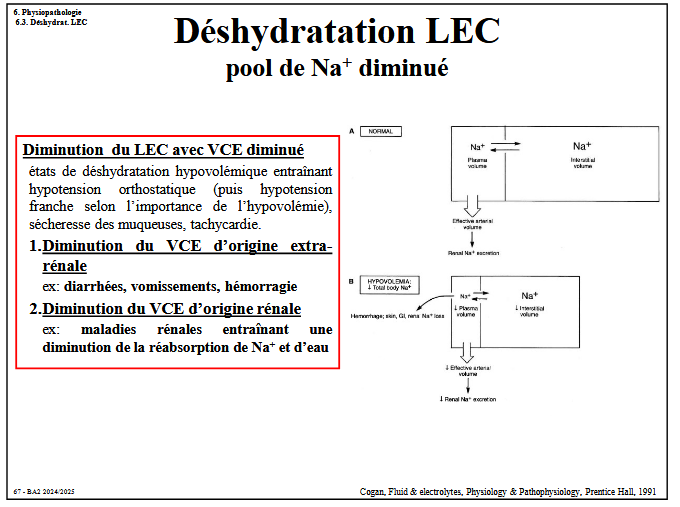 6. Physiopathologie
6.3. Déshydrat. LEC
Déshydratation LEC
pool de Na⁺ diminué
Diminution du LEC avec VCE diminué
états de déshydratation hypovolémique entraînant
hypotension orthostatique (puis hypotension
franche selon l’importance de l’hypovolémie),
sécheresse des muqueuses, tachycardie.
1.Diminution du VCE d’origine extra-
rénale
ex: diarrhées, vomissements, hémorragie
2.Diminution du VCE d’origine rénale
ex: maladies rénales entraînant une
diminution de la réabsorption de Na⁺ et d’eau
A NORMAL
Na⁺
Plasma
volume
Na⁺
Interstitial
volume
Effective arterial
volume
Renal Na⁺ excretion
B HYPOVOLEMIA:
↓ Total body Na⁺
Na⁺
↓ Plasma
volume
Na⁺
↓ Interstitial
volume
Hemorrhage; skin, GI, renal Na⁺ loss
↓ Effective arterial
volume
↓ Renal Na⁺ excretion
67 - BA2 2024/2025
Cogan, Fluid & electrolytes, Physiology & Pathophysiology, Prentice Hall, 1991